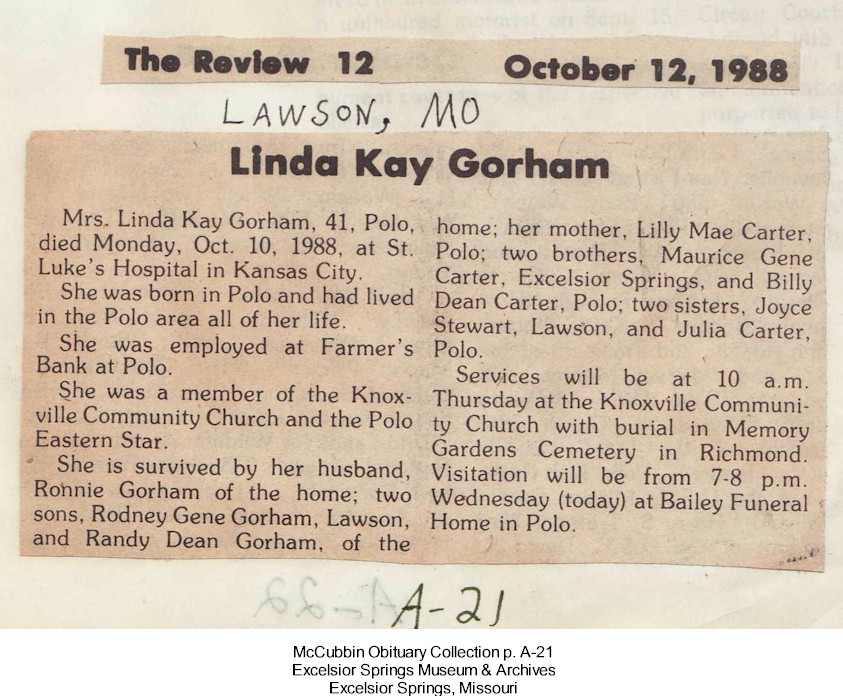 The Review 12 October 12, 1988
LAWSON, MO
Linda Kay Gorham
Mrs. Linda Kay Gorham, 41, Polo,
died Monday, Oct. 10, 1988, at St.
Luke's Hospital in Kansas City.
She was born in Polo and had lived
in the Polo area all of her life.
She was employed at Farmer's
Bank at Polo.
She was a member of the Knox-
ville Community Church and the Polo
Eastern Star.
She is survived by her husband,
Ronnie Gorham of the home; two
sons, Rodney Gene Gorham, Lawson,
and Randy Dean Gorham, of the
home; her mother, Lilly Mae Carter,
Polo; two brothers, Maurice Gene
Carter, Excelsior Springs, and Billy
Dean Carter, Polo; two sisters, Joyce
Stewart, Lawson, and Julia Carter,
Polo.
Services will be at 10 a.m.
Thursday at the Knoxville Communi-
ty Church with burial in Memory
Gardens Cemetery in Richmond.
Visitation will be from 7-8 p.m.
Wednesday (today) at Bailey Funeral
Home in Polo.
A-21
McCubbin Obituary Collection p. A-21
Excelsior Springs Museum & Archives
Excelsior Springs, Missouri